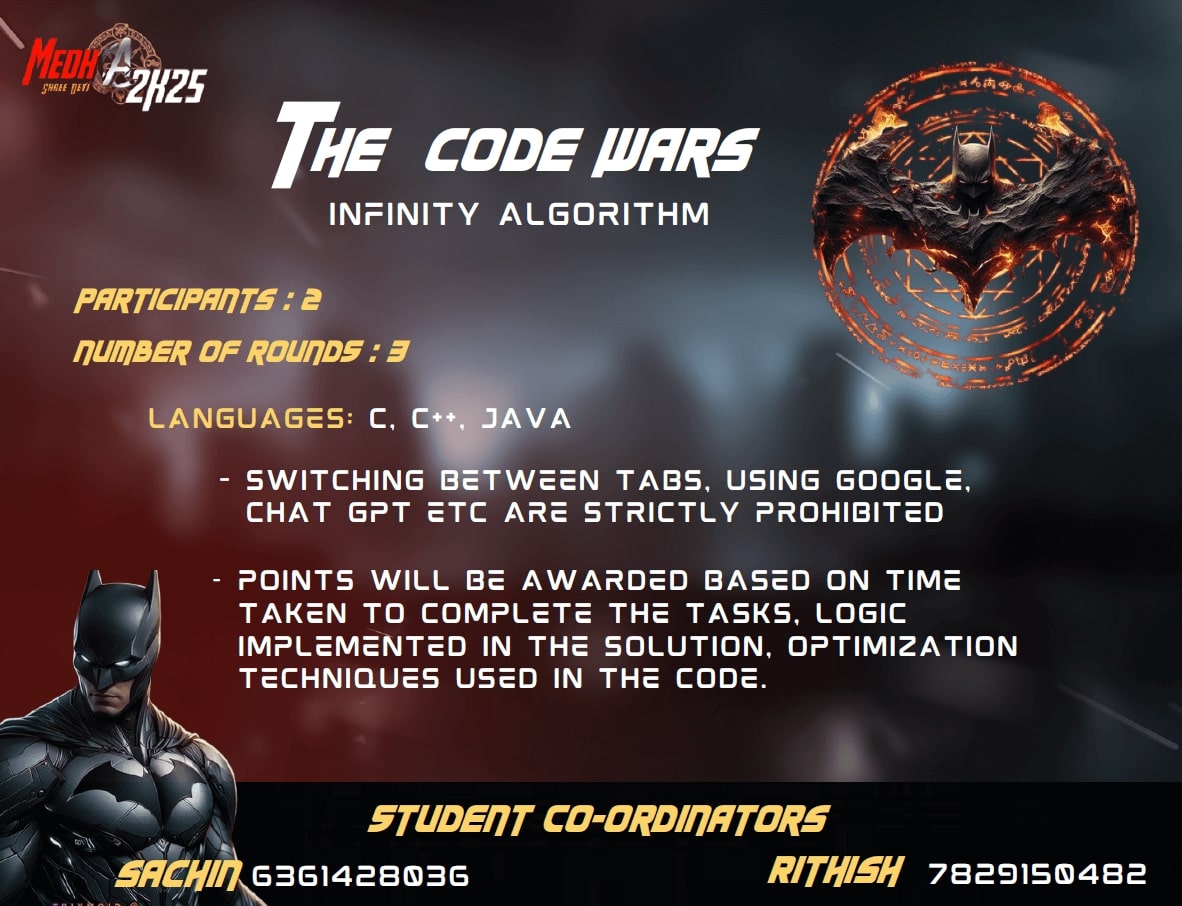 MEDHA
SHREE DEVI
2K25
THE CODE WARS
INFINITY ALGORITHM
PARTICIPANTS : 2
NUMBER OF ROUNDS : 3
LANGUAGES: C, C++, JAVA
- SWITCHING BETWEEN TABS, USING GOOGLE,
CHAT GPT ETC ARE STRICTLY PROHIBITED
- POINTS WILL BE AWARDED BASED ON TIME
TAKEN TO COMPLETE THE TASKS, LOGIC
IMPLEMENTED IN THE SOLUTION, OPTIMIZATION
TECHNIQUES USED IN THE CODE.
STUDENT CO-ORDINATORS
SACHIN 6361428036
RITHISH 7829150482